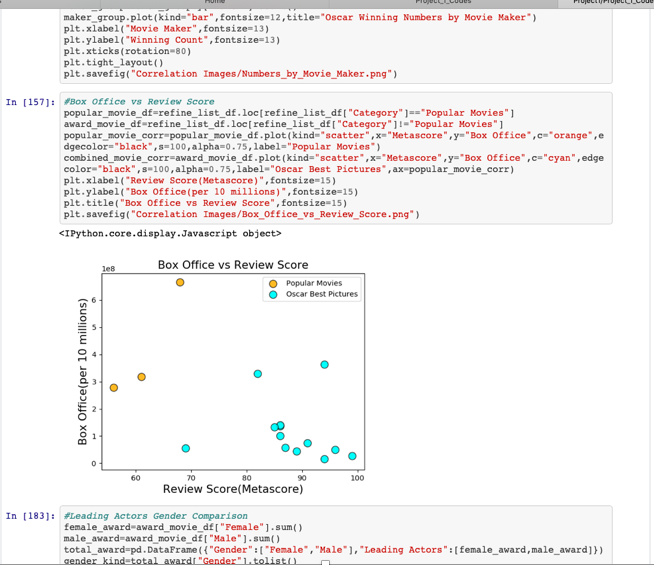 Home
Project_1_Codes
Project1/Project_1_Code
maker_group.plot(kind="bar",fontsize=12,title="Oscar Winning Numbers by Movie Maker")
plt.xlabel("Movie Maker",fontsize=13)
plt.ylabel("Winning Count",fontsize=13)
plt.xticks(rotation=80)
plt.tight_layout()
plt.savefig("Correlation Images/Numbers_by_Movie_Maker.png")
In [157]:
#Box Office vs Review Score
popular_movie_df=refine_list_df.loc[refine_list_df["Category"]=="Popular Movies"]
award_movie_df=refine_list_df.loc[refine_list_df["Category"]!="Popular Movies"]
popular_movie_corr=popular_movie_df.plot(kind="scatter",x="Metascore",y="Box Office",c="orange",e
dgecolor="black",s=100,alpha=0.75,label="Popular Movies")
combined_movie_corr=award_movie_df.plot(kind="scatter",x="Metascore",y="Box Office",c="cyan",edge
color="black",s=100,alpha=0.75,label="Oscar Best Pictures",ax=popular_movie_corr)
plt.xlabel("Review Score(Metascore)",fontsize=15)
plt.ylabel("Box Office(per 10 millions)",fontsize=15)
plt.title("Box Office vs Review Score",fontsize=15)
plt.savefig("Correlation Images/Box_Office_vs_Review_Score.png")
<IPython.core.display.Javascript object>
Box Office vs Review Score
1e8
Popular Movies
Oscar Best Pictures
6
5
4
3
2
1
0
Box Office(per 10 millions)
60
70
80
90
100
Review Score(Metascore)
In [183]:
#Leading Actors Gender Comparison
female_award=award_movie_df["Female"].sum()
male_award=award_movie_df["Male"].sum()
total_award=pd.DataFrame({"Gender":["Female","Male"],"Leading Actors":[female_award,male_award]})
gender_kind=total_award["Gender"].tolist()